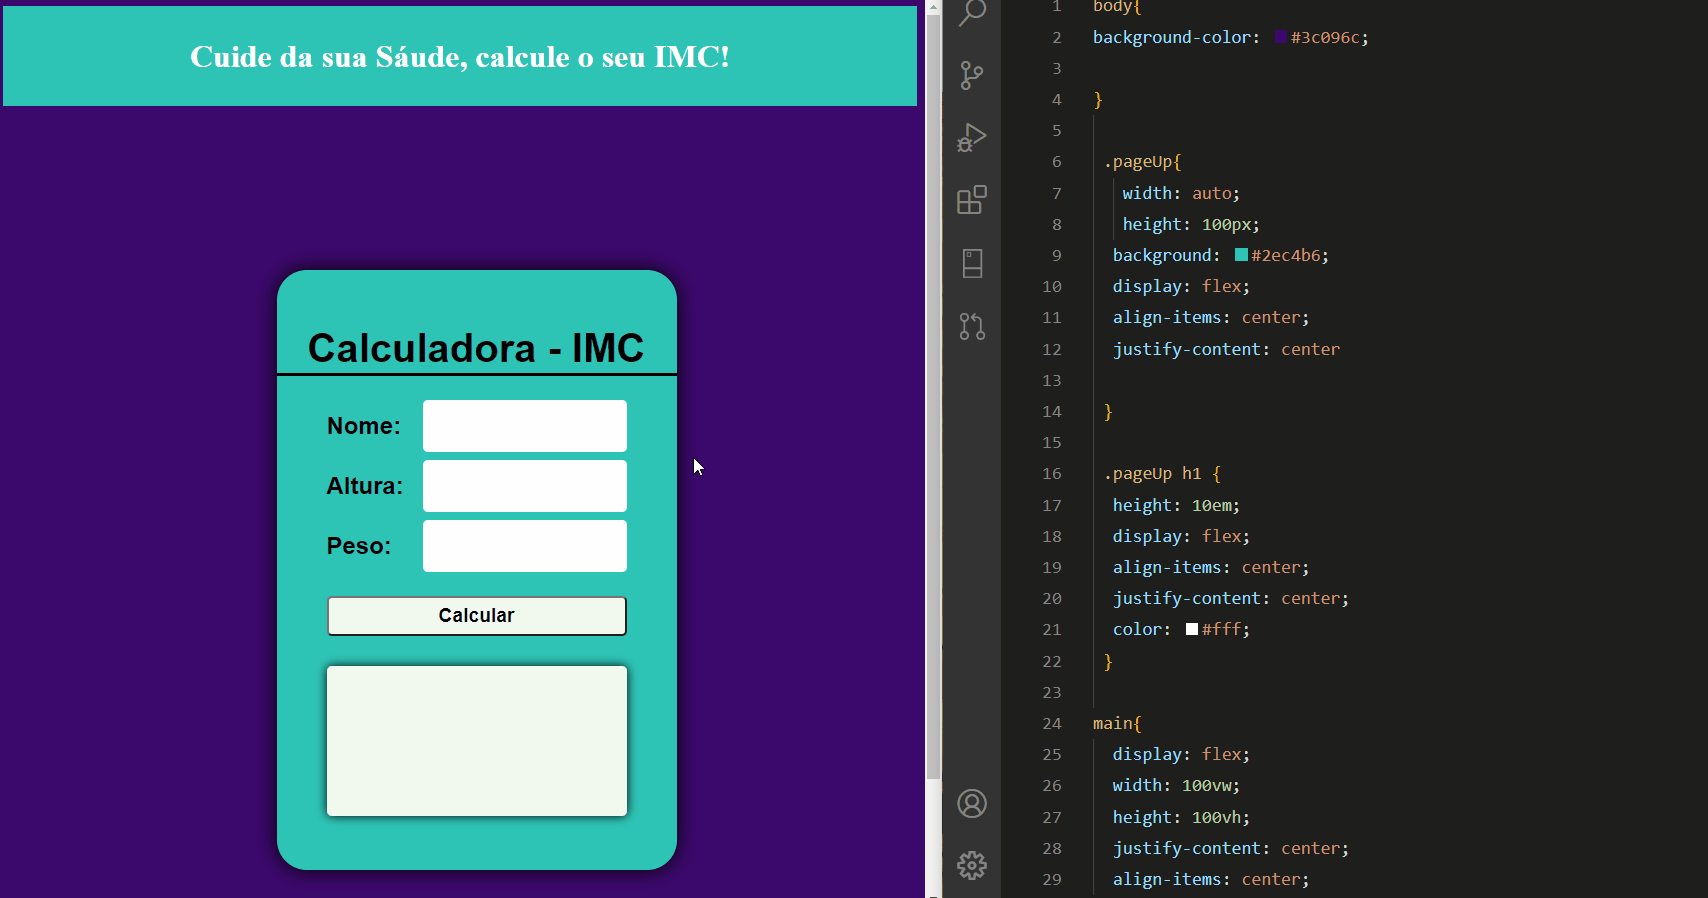 Cuide da sua Sáude, calcule o seu IMC!
Calculadora - IMC
Nome:
Altura:
Peso:
Calcular
1 body{
2 background-color: #3c096c;
3
4 }
5
6 .pageUp{
7 width: auto;
8 height: 100px;
9 background: #2ec4b6;
10 display: flex;
11 align-items: center;
12 justify-content: center
13
14 }
15
16 .pageUp h1 {
17 height: 10em;
18 display: flex;
19 align-items: center;
20 justify-content: center;
21 color: #fff;
22 }
23
24 main{
25 display: flex;
26 width: 100vw;
27 height: 100vh;
28 justify-content: center;
29 align-items: center;